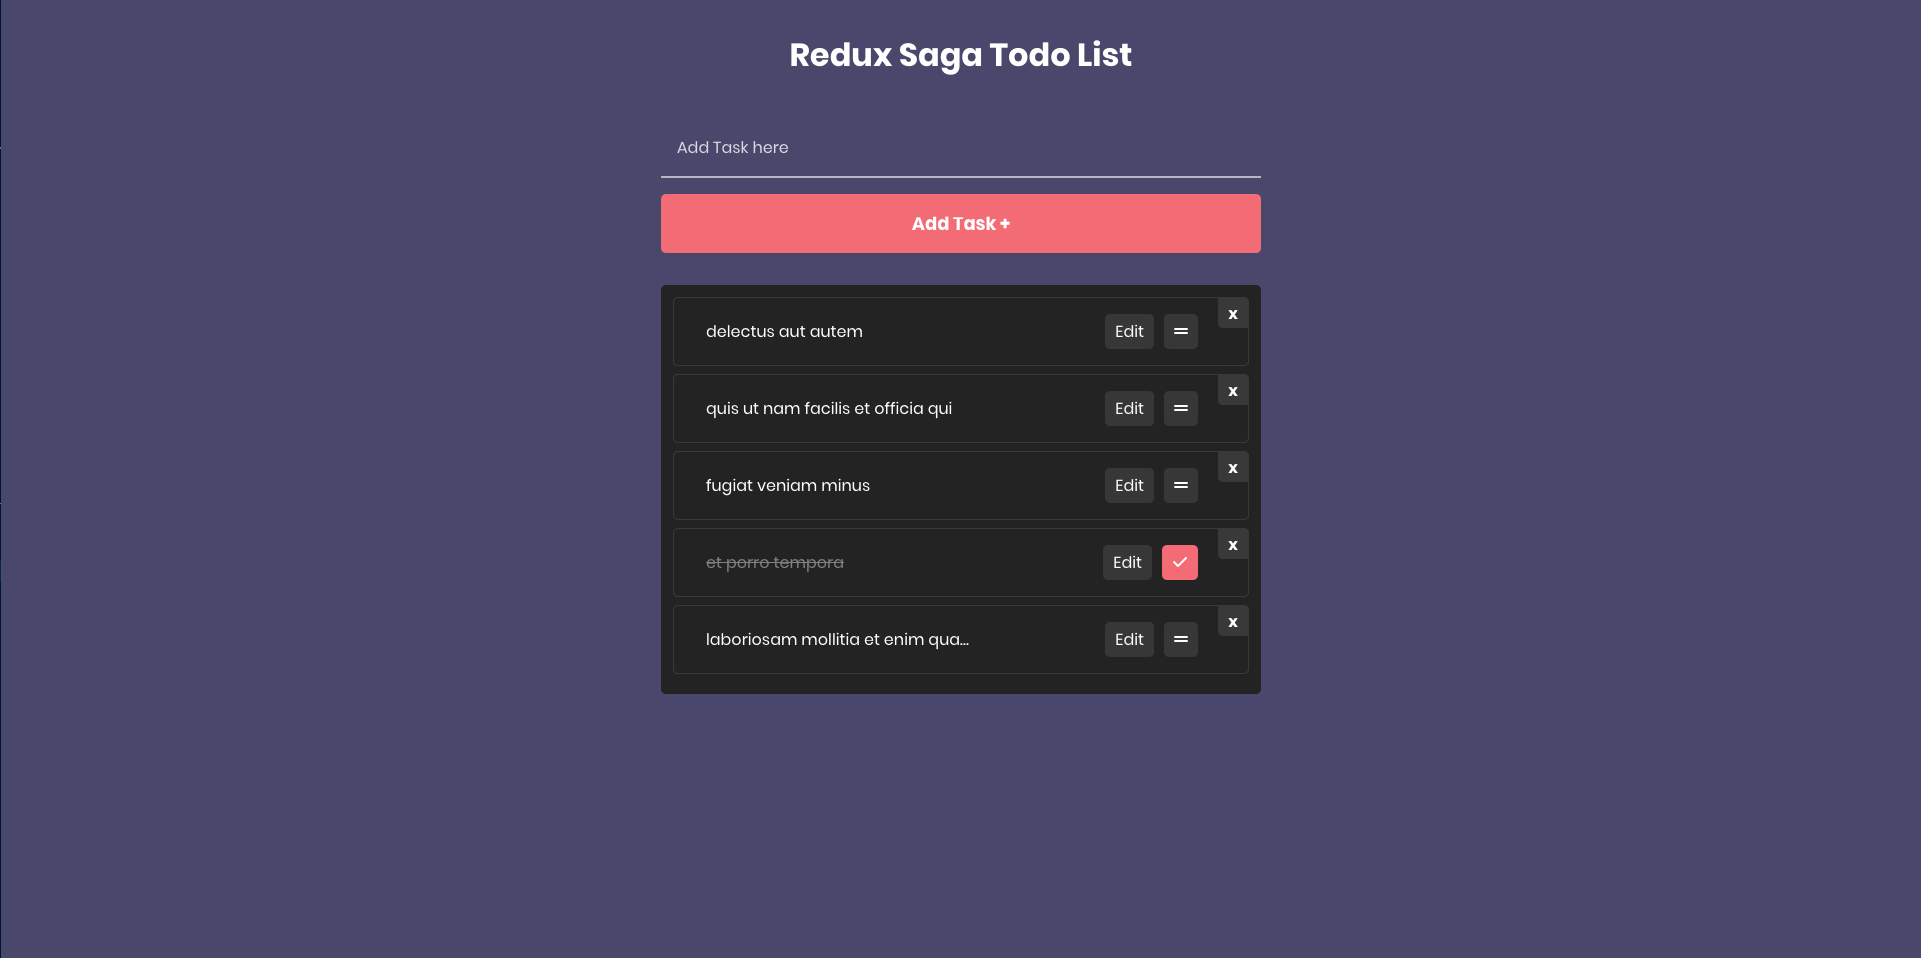 Redux Saga Todo List
Add Task here
Add Task +
x
delectus aut autem Edit =
x
quis ut nam facilis et officia qui Edit =
x
fugiat veniam minus Edit =
x
et porro tempora Edit ✓
x
laboriosam mollitia et enim qua... Edit =